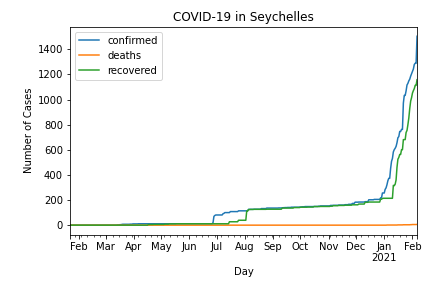 COVID-19 in Seychelles
confirmed
deaths
recovered
Number of Cases
1400
1200
1000
800
600
400
200
0
Feb Mar Apr May Jun Jul Aug Sep Oct Nov Dec Jan Feb
2021
Day